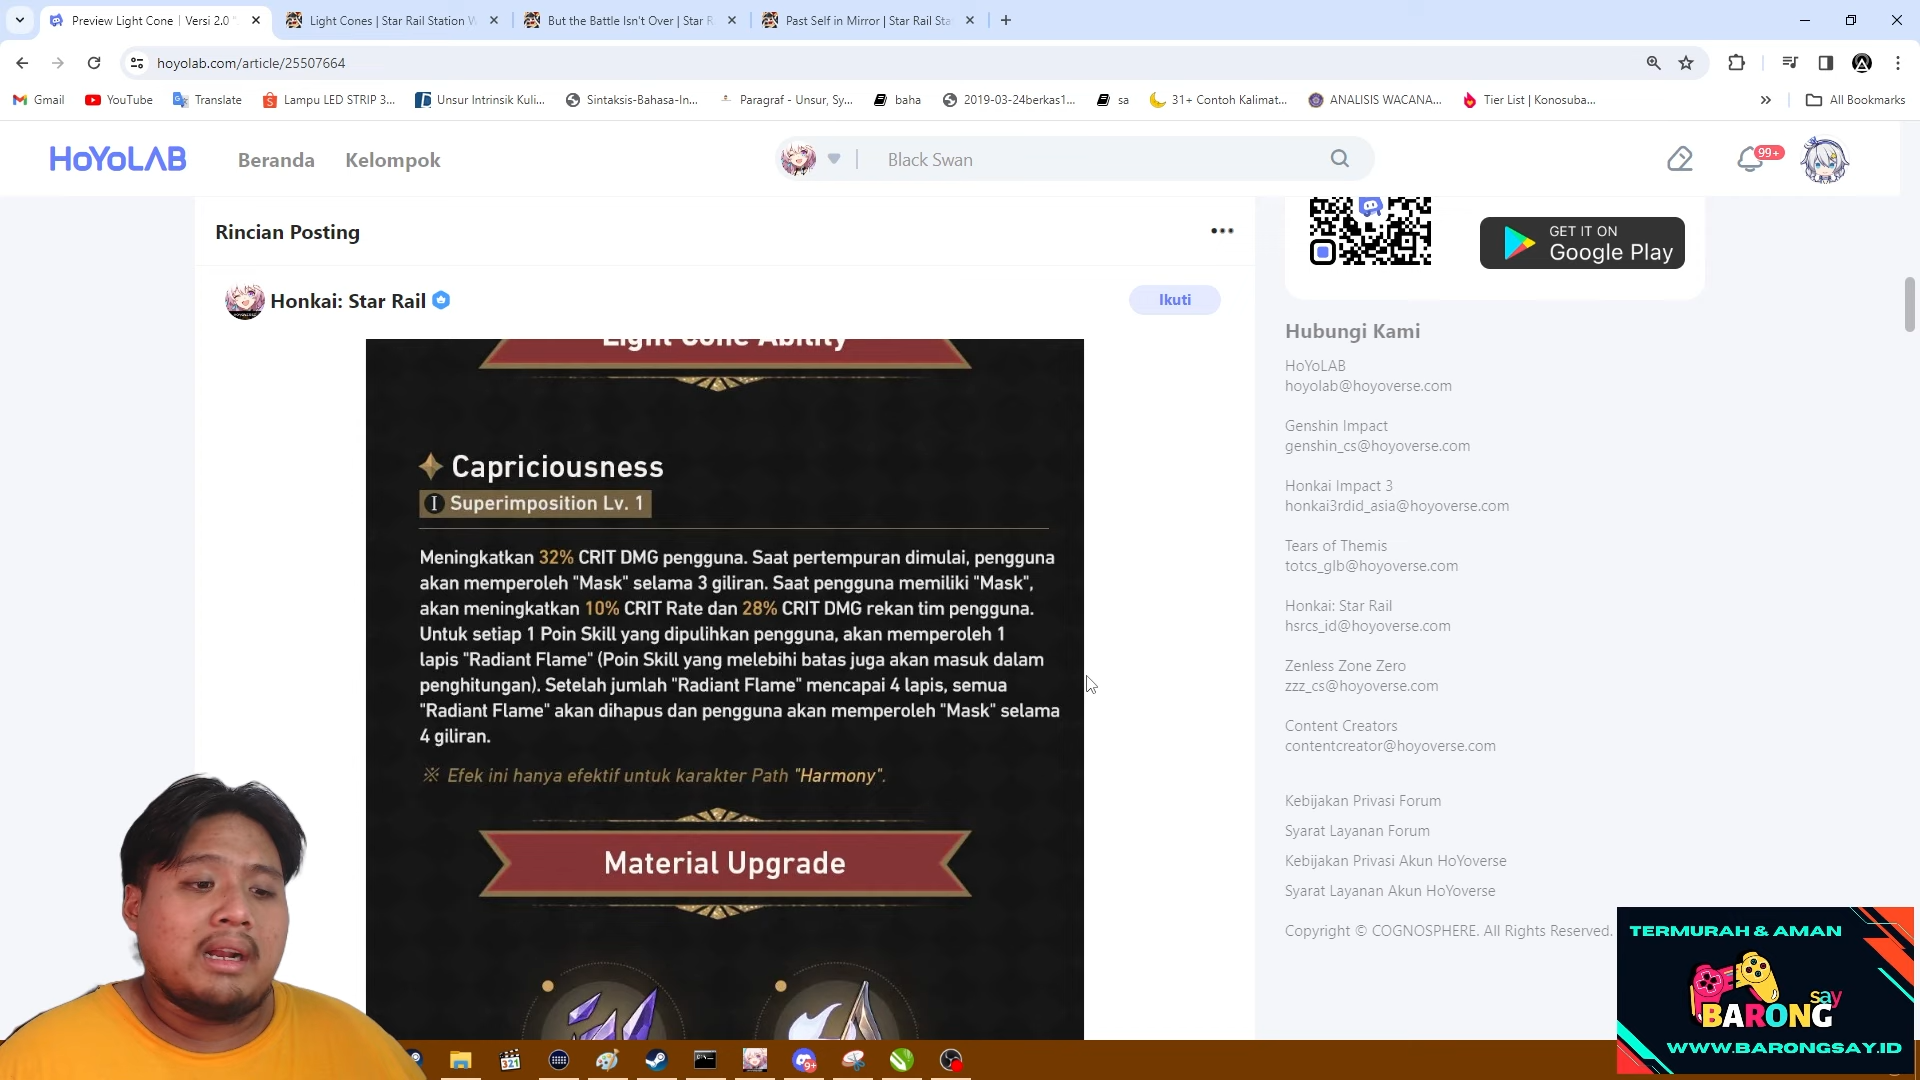 Preview Light Cone | Versi 2.0
Light Cones | Star Rail Station W
But the Battle Isn't Over | Star R
Past Self in Mirror | Star Rail Sta
hoyolab.com/article/25507664
Gmail
YouTube
Translate
Lampu LED STRIP 3...
Unsur Intrinsik Kuli...
Sintaksis-Bahasa-In...
Paragraf - Unsur, Sy...
baha
2019-03-24berkas1...
sa
31+ Contoh Kalimat...
ANALISIS WACANA...
Tier List | Konosuba...
All Bookmarks
HoYoLAB
Beranda
Kelompok
Black Swan
99+
Rincian Posting
Honkai: Star Rail
Ikuti
Light Cone Ability
Capriciousness
I Superimposition Lv. 1
Meningkatkan 32% CRIT DMG pengguna. Saat pertempuran dimulai, pengguna
akan memperoleh "Mask" selama 3 giliran. Saat pengguna memiliki "Mask",
akan meningkatkan 10% CRIT Rate dan 28% CRIT DMG rekan tim pengguna.
Untuk setiap 1 Poin Skill yang dipulihkan pengguna, akan memperoleh 1
lapis "Radiant Flame" (Poin Skill yang melebihi batas juga akan masuk dalam
penghitungan). Setelah jumlah "Radiant Flame" mencapai 4 lapis, semua
"Radiant Flame" akan dihapus dan pengguna akan memperoleh "Mask" selama
4 giliran.
※ Efek ini hanya efektif untuk karakter Path "Harmony".
Material Upgrade
GET IT ON
Google Play
Hubungi Kami
HoYoLAB
hoyolab@hoyoverse.com
Genshin Impact
genshin_cs@hoyoverse.com
Honkai Impact 3
honkai3rdid_asia@hoyoverse.com
Tears of Themis
totcs_glb@hoyoverse.com
Honkai: Star Rail
hsrcs_id@hoyoverse.com
Zenless Zone Zero
zzz_cs@hoyoverse.com
Content Creators
contentcreator@hoyoverse.com
Kebijakan Privasi Forum
Syarat Layanan Forum
Kebijakan Privasi Akun HoYoverse
Syarat Layanan Akun HoYoverse
Copyright © COGNOSPHERE. All Rights Reserved.
TERMURAH & AMAN
say
BARONG
WWW.BARONGSAY.ID
321
9+